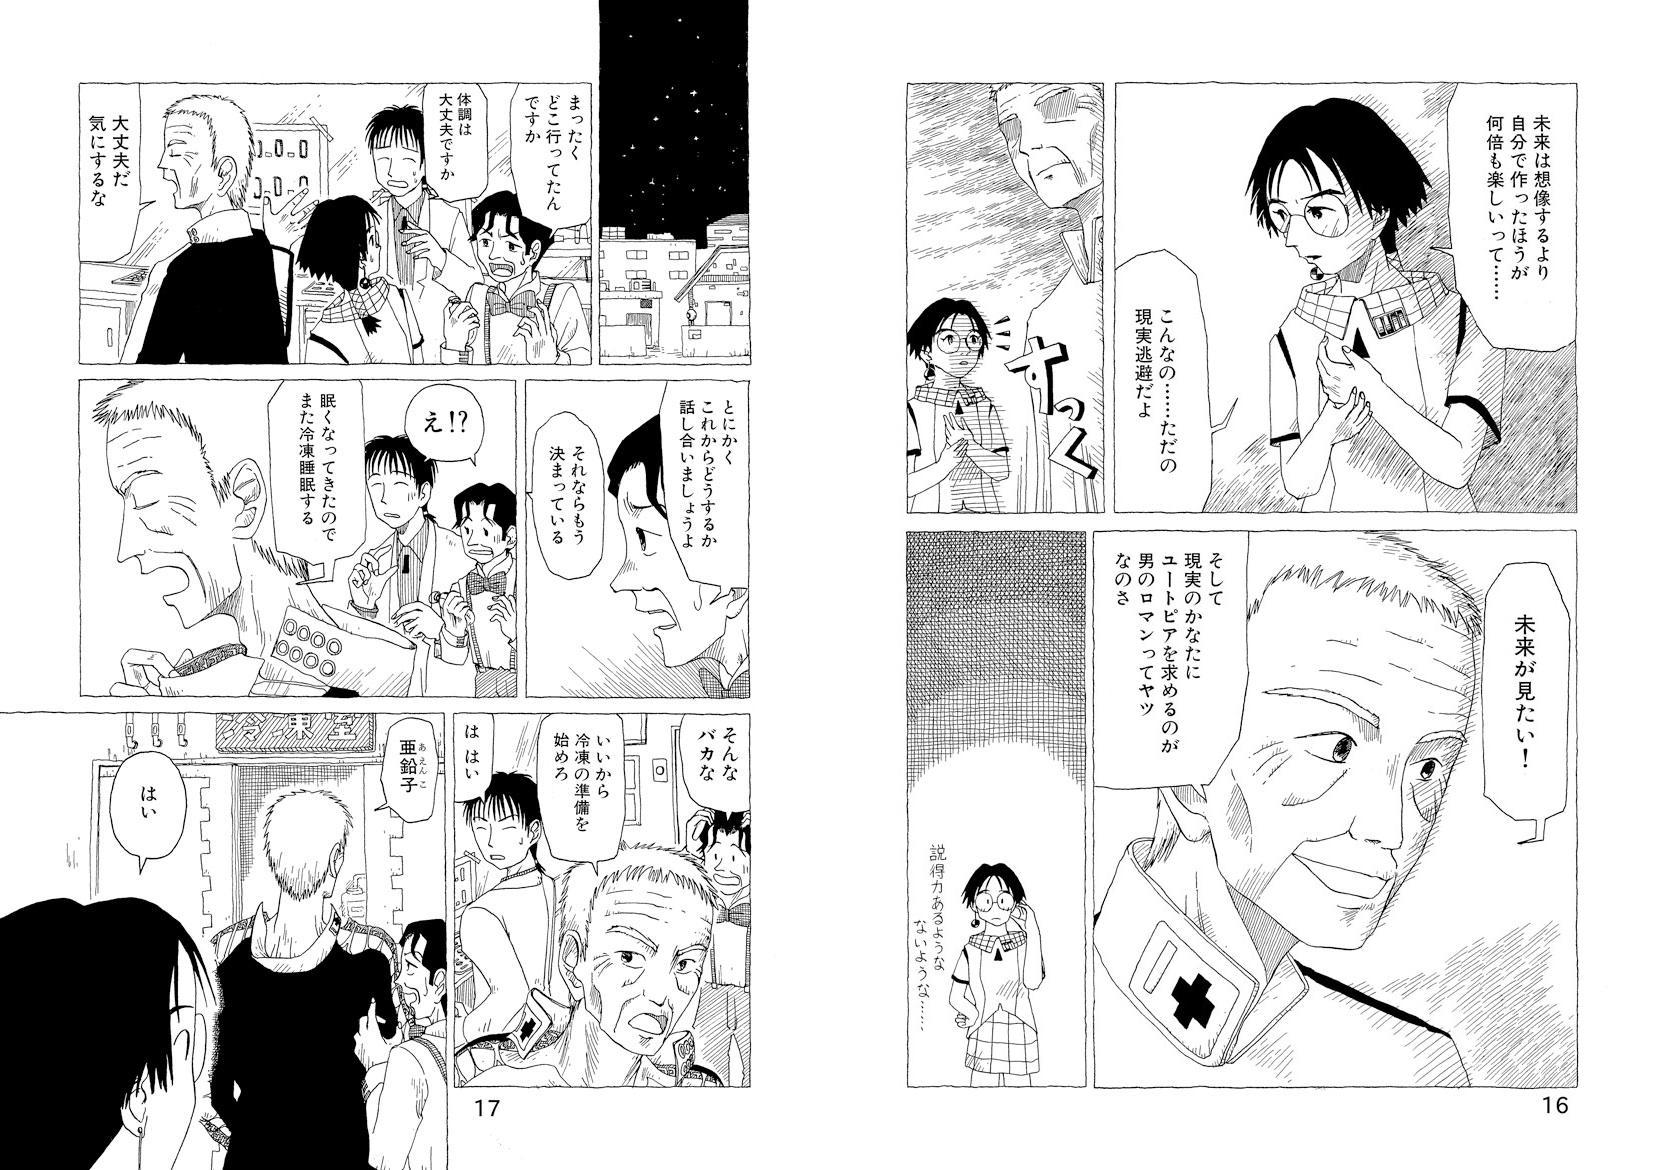 未来は想像するより
自分で作ったほうが
何倍も楽しいって……
こんなの……ただの
現実逃避だよ
すっく
未来が見たい！
そして
現実のかなたに
ユートピアを求めるのが
男のロマンってヤツ
なのさ
説得力あるような
ないような……
16
まったく
どこ行ってたん
ですか
体調は
大丈夫ですか
大丈夫だ
気にするな
とにかく
これからどうするか
話し合いましょうよ
それならもう
決まっている
え!?
眠くなってきたので
また冷凍睡眠する
そんな
バカな
いいから
冷凍の準備を
始めろ
は はい
冷凍室
亜鉛子
あえんこ
はい
17